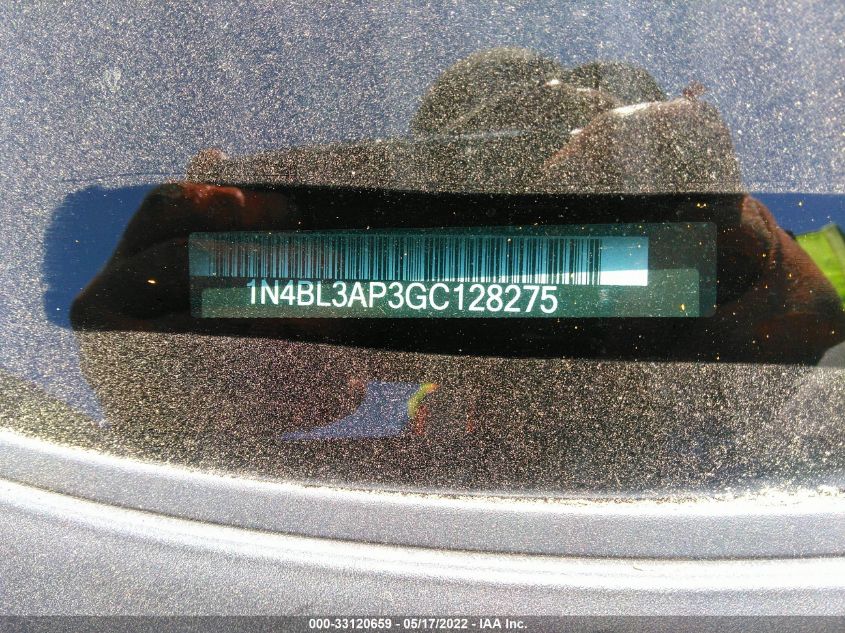 1N4BL3AP3GC128275
000-33120659 - 05/17/2022 - IAA Inc.